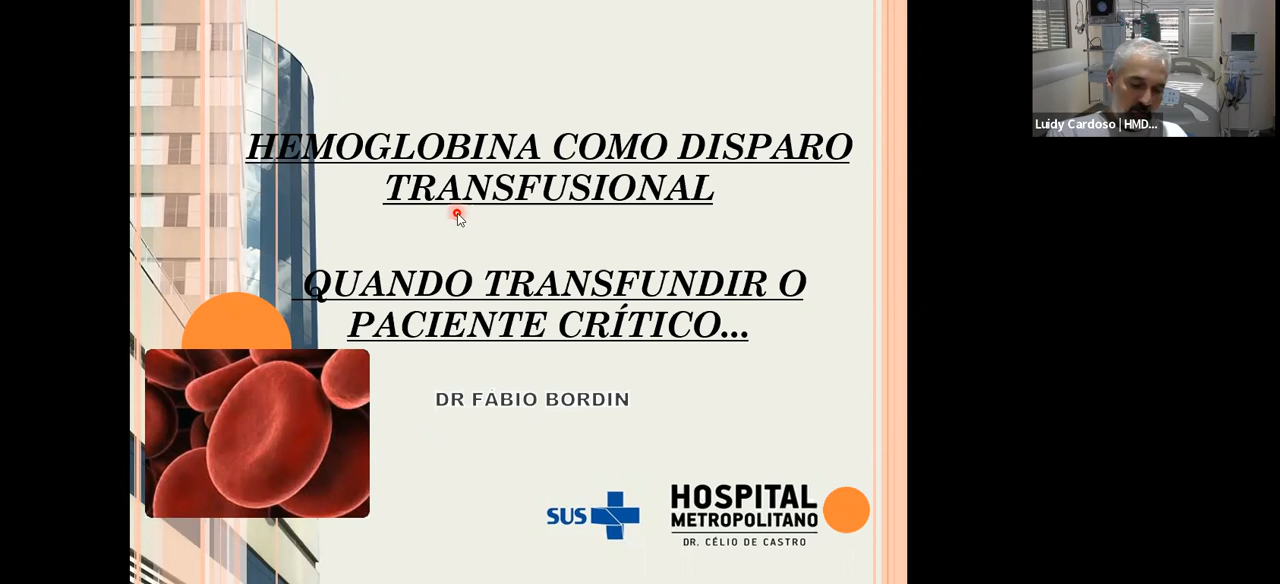 HEMOGLOBINA COMO DISPARO
TRANSFUSIONAL
QUANDO TRANSFUNDIR O
PACIENTE CRÍTICO...
DR FÁBIO BORDIN
SUS
HOSPITAL
METROPOLITANO
DR. CÉLIO DE CASTRO
Luidy Cardoso | HMD...